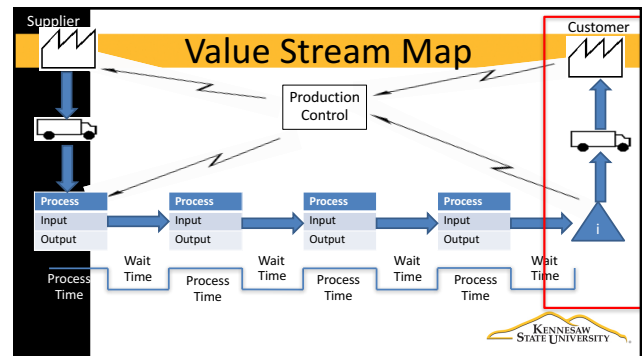 Supplier
Customer
Value Stream Map
Production
Control
Process
Input
Output
Process
Input
Output
Process
Input
Output
Process
Input
Output
i
Process
Time
Wait
Time
Process
Time
Wait
Time
Process
Time
Wait
Time
Process
Time
Wait
Time
KENNESAW
STATE UNIVERSITY